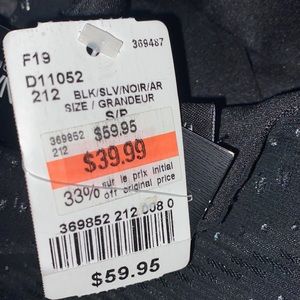 F19
369487
D11052
212 BLK/SLV/NOIR/AR
SIZE / GRANDEUR
S/P
369852 $59.95
212
$39.99
33% sur le prix initial
off original price
369852 212 008 0
$59.95